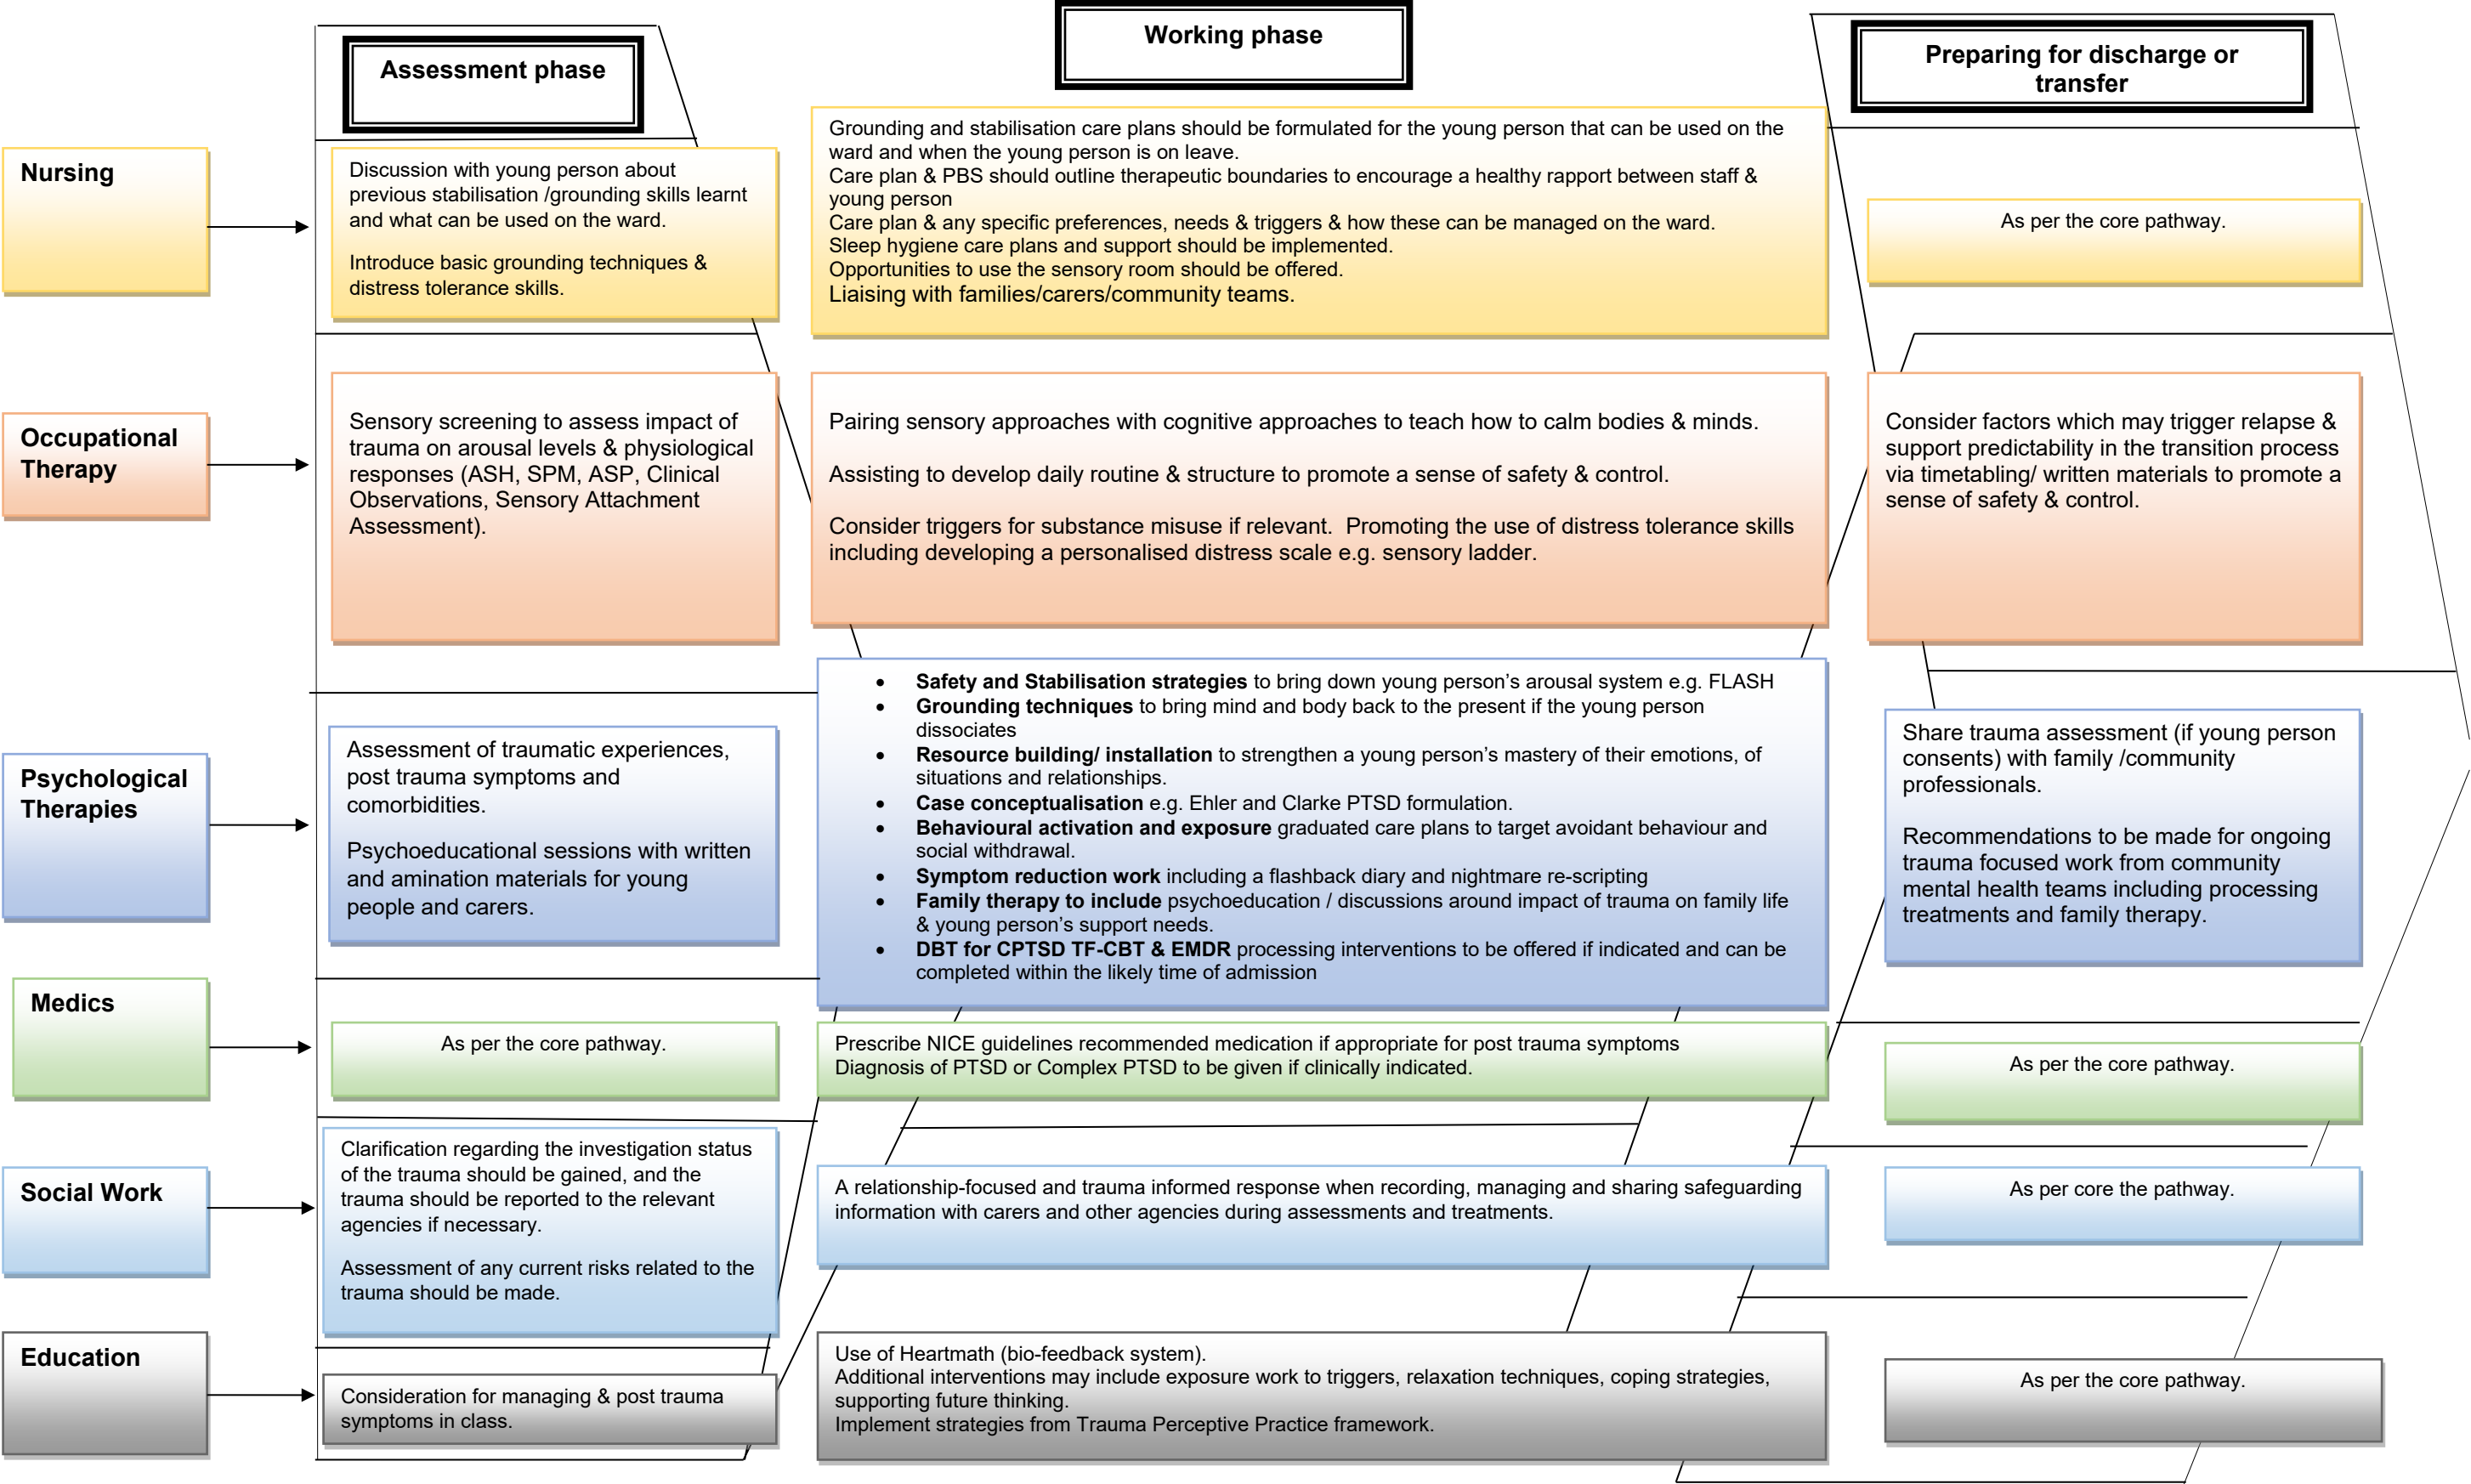 Assessment phase
Working phase
Preparing for discharge or
transfer
Nursing
Discussion with young person about
previous stabilisation /grounding skills learnt
and what can be used on the ward.
Introduce basic grounding techniques &
distress tolerance skills.
Grounding and stabilisation care plans should be formulated for the young person that can be used on the
ward and when the young person is on leave.
Care plan & PBS should outline therapeutic boundaries to encourage a healthy rapport between staff &
young person
Care plan & any specific preferences, needs & triggers & how these can be managed on the ward.
Sleep hygiene care plans and support should be implemented.
Opportunities to use the sensory room should be offered.
Liaising with families/carers/community teams.
As per the core pathway.
Occupational
Therapy
Sensory screening to assess impact of
trauma on arousal levels & physiological
responses (ASH, SPM, ASP, Clinical
Observations, Sensory Attachment
Assessment).
Pairing sensory approaches with cognitive approaches to teach how to calm bodies & minds.
Assisting to develop daily routine & structure to promote a sense of safety & control.
Consider triggers for substance misuse if relevant.  Promoting the use of distress tolerance skills
including developing a personalised distress scale e.g. sensory ladder.
Consider factors which may trigger relapse &
support predictability in the transition process
via timetabling/ written materials to promote a
sense of safety & control.
Psychological
Therapies
Assessment of traumatic experiences,
post trauma symptoms and
comorbidities.
Psychoeducational sessions with written
and amination materials for young
people and carers.
• Safety and Stabilisation strategies to bring down young person's arousal system e.g. FLASH
• Grounding techniques to bring mind and body back to the present if the young person
dissociates
• Resource building/ installation to strengthen a young person's mastery of their emotions, of
situations and relationships.
• Case conceptualisation e.g. Ehler and Clarke PTSD formulation.
• Behavioural activation and exposure graduated care plans to target avoidant behaviour and
social withdrawal.
• Symptom reduction work including a flashback diary and nightmare re-scripting
• Family therapy to include psychoeducation / discussions around impact of trauma on family life
& young person's support needs.
• DBT for CPTSD TF-CBT & EMDR processing interventions to be offered if indicated and can be
completed within the likely time of admission
Share trauma assessment (if young person
consents) with family /community
professionals.
Recommendations to be made for ongoing
trauma focused work from community
mental health teams including processing
treatments and family therapy.
Medics
As per the core pathway.
Prescribe NICE guidelines recommended medication if appropriate for post trauma symptoms
Diagnosis of PTSD or Complex PTSD to be given if clinically indicated.
As per the core pathway.
Social Work
Clarification regarding the investigation status
of the trauma should be gained, and the
trauma should be reported to the relevant
agencies if necessary.
Assessment of any current risks related to the
trauma should be made.
A relationship-focused and trauma informed response when recording, managing and sharing safeguarding
information with carers and other agencies during assessments and treatments.
As per core the pathway.
Education
Consideration for managing & post trauma
symptoms in class.
Use of Heartmath (bio-feedback system).
Additional interventions may include exposure work to triggers, relaxation techniques, coping strategies,
supporting future thinking.
Implement strategies from Trauma Perceptive Practice framework.
As per the core pathway.